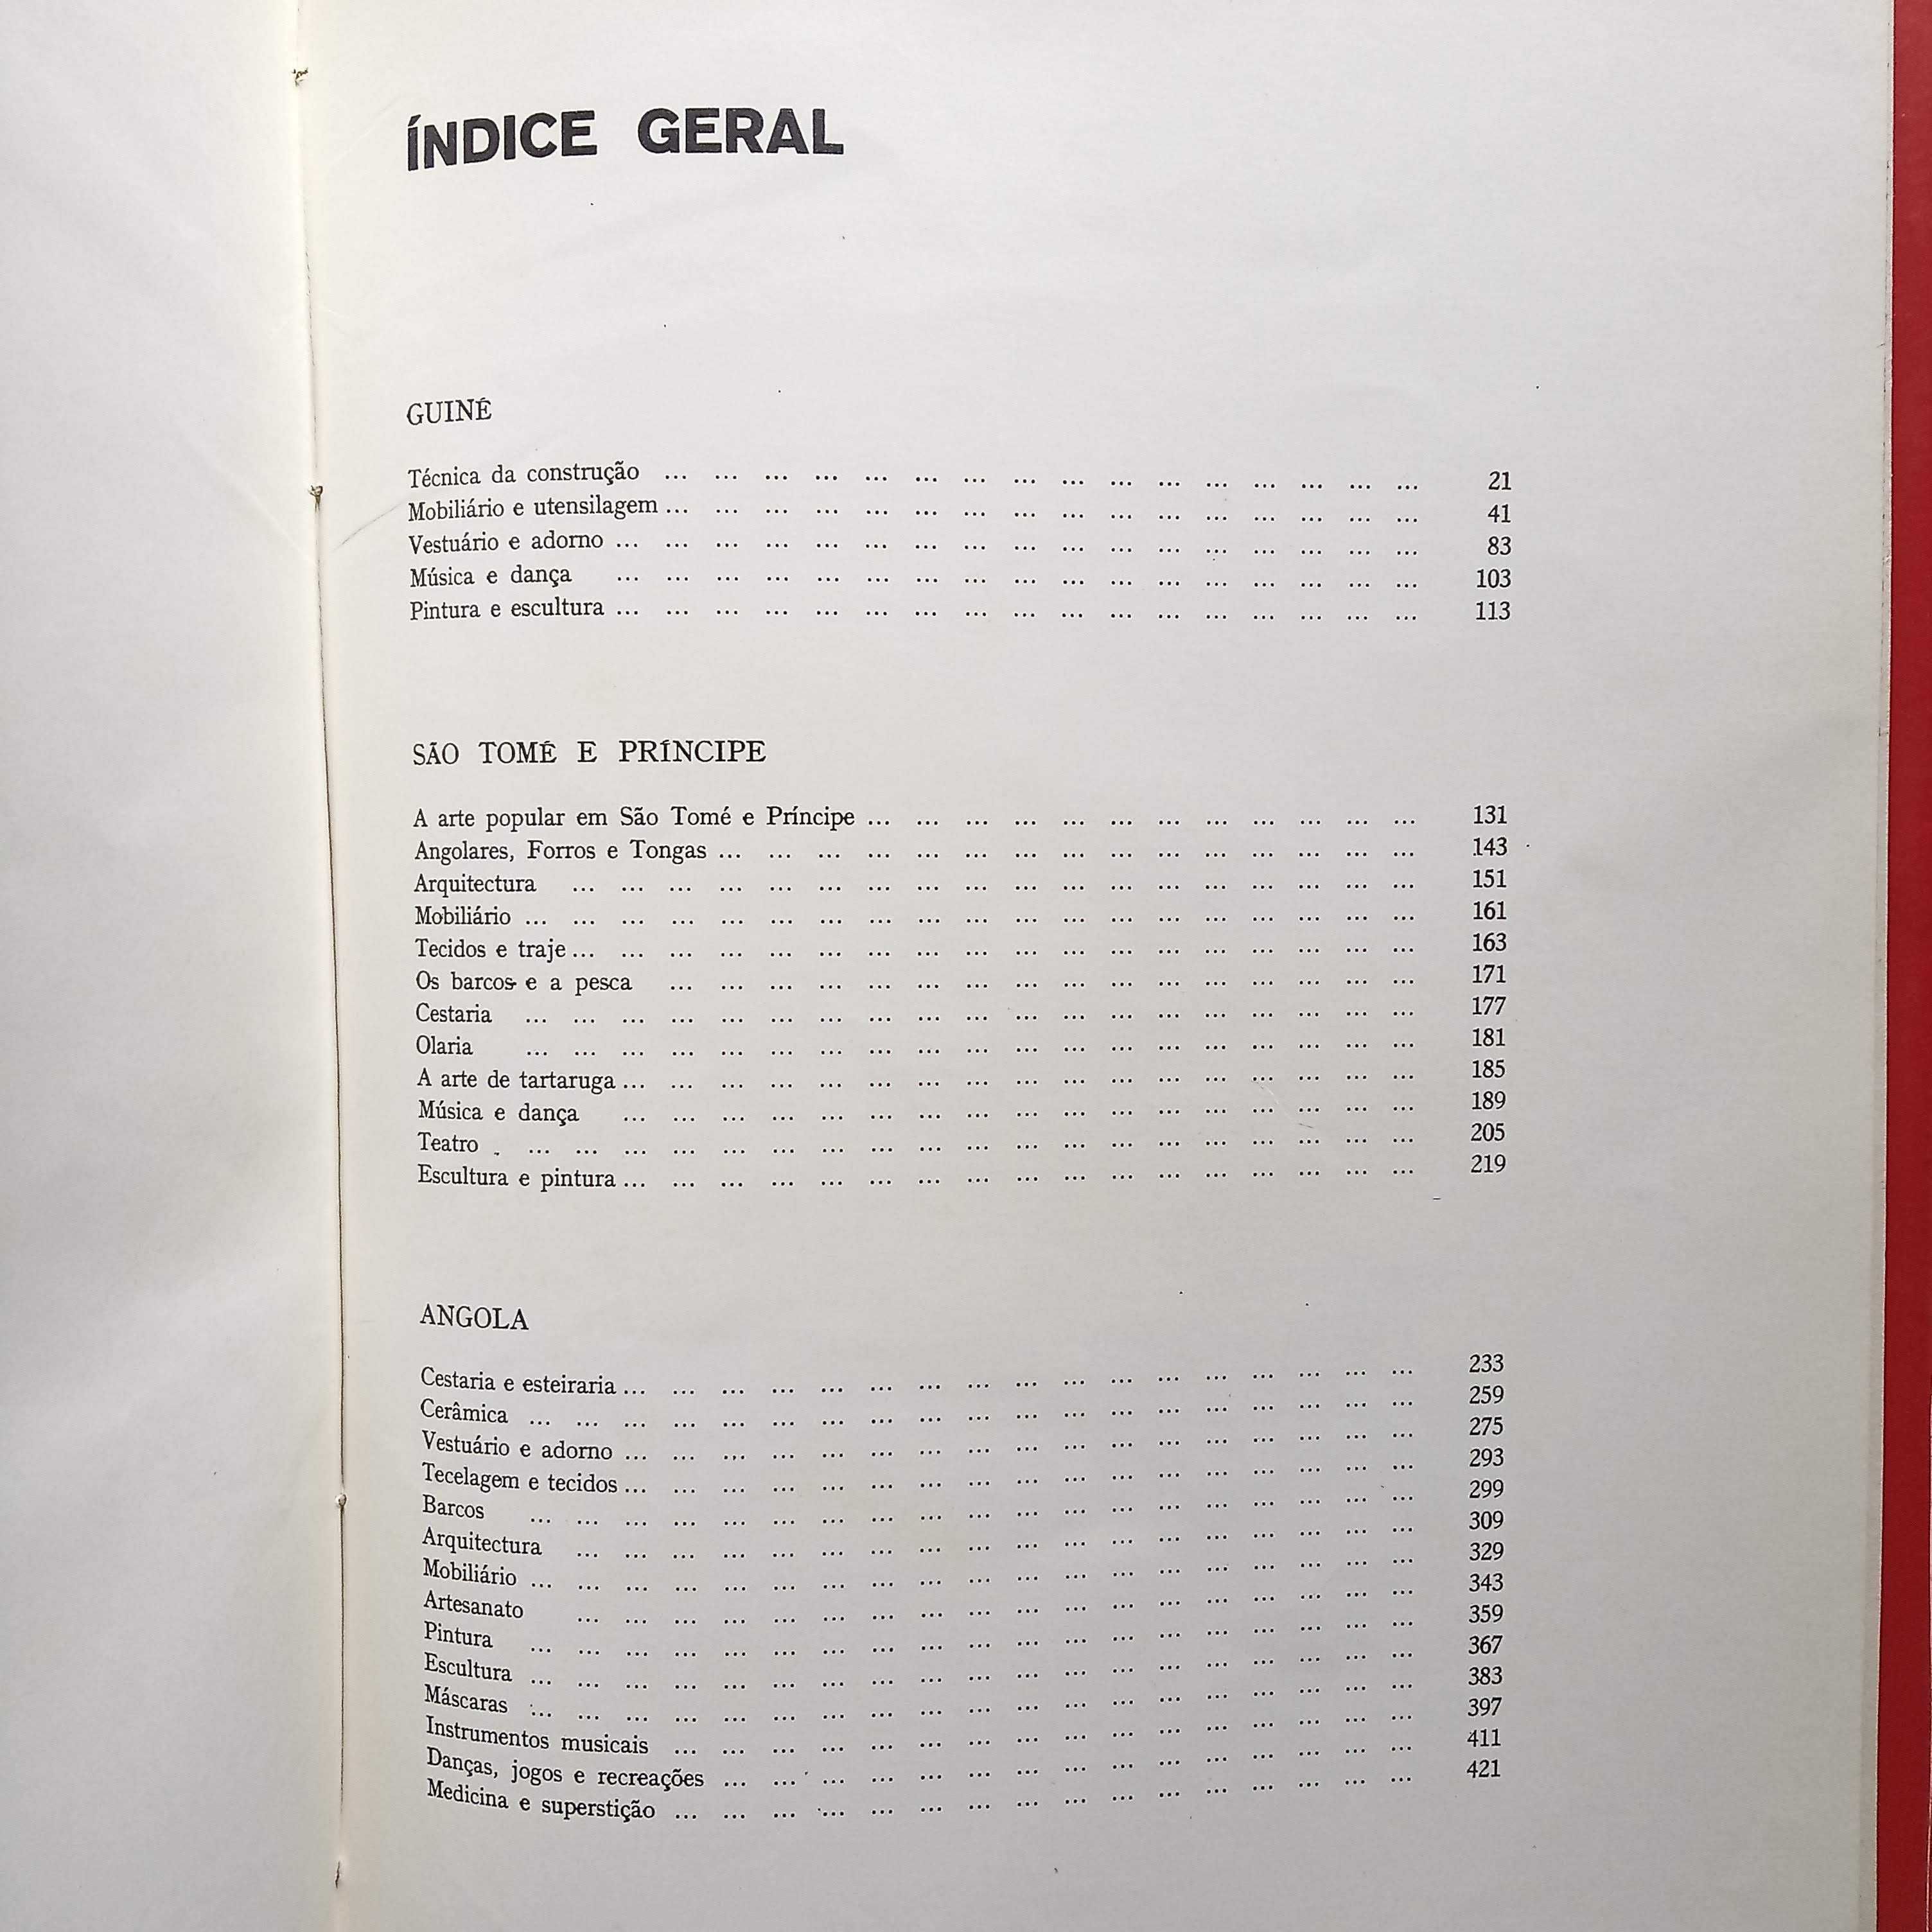 ÍNDICE GERAL
GUINÉ
Técnica da construção ... ... ... ... ... ... ... ... ... ... ... ... ... ... ... ... 21
Mobiliário e utensilagem ... ... ... ... ... ... ... ... ... ... ... ... ... ... ... ... 41
Vestuário e adorno ... ... ... ... ... ... ... ... ... ... ... ... ... ... ... ... ... 83
Música e dança ... ... ... ... ... ... ... ... ... ... ... ... ... ... ... ... ... 103
Pintura e escultura ... ... ... ... ... ... ... ... ... ... ... ... ... ... ... ... ... 113
SÃO TOMÉ E PRÍNCIPE
A arte popular em São Tomé e Príncipe ... ... ... ... ... ... ... ... ... ... ... ... 131
Angolares, Forros e Tongas ... ... ... ... ... ... ... ... ... ... ... ... ... ... ... 143
Arquitectura ... ... ... ... ... ... ... ... ... ... ... ... ... ... ... ... ... ... 151
Mobiliário ... ... ... ... ... ... ... ... ... ... ... ... ... ... ... ... ... ... ... 161
Tecidos e traje ... ... ... ... ... ... ... ... ... ... ... ... ... ... ... ... ... ... 163
Os barcos e a pesca ... ... ... ... ... ... ... ... ... ... ... ... ... ... ... ... 171
Cestaria ... ... ... ... ... ... ... ... ... ... ... ... ... ... ... ... ... ... ... 177
Olaria ... ... ... ... ... ... ... ... ... ... ... ... ... ... ... ... ... ... ... 181
A arte de tartaruga ... ... ... ... ... ... ... ... ... ... ... ... ... ... ... ... ... 185
Música e dança ... ... ... ... ... ... ... ... ... ... ... ... ... ... ... ... ... 189
Teatro ... ... ... ... ... ... ... ... ... ... ... ... ... ... ... ... ... ... ... 205
Escultura e pintura ... ... ... ... ... ... ... ... ... ... ... ... ... ... ... ... ... 219
ANGOLA
Cestaria e esteiraria ... ... ... ... ... ... ... ... ... ... ... ... ... ... ... ... ... 233
Cerâmica ... ... ... ... ... ... ... ... ... ... ... ... ... ... ... ... ... ... ... 259
Vestuário e adorno ... ... ... ... ... ... ... ... ... ... ... ... ... ... ... ... ... 275
Tecelagem e tecidos ... ... ... ... ... ... ... ... ... ... ... ... ... ... ... ... ... 293
Barcos ... ... ... ... ... ... ... ... ... ... ... ... ... ... ... ... ... ... ... 299
Arquitectura ... ... ... ... ... ... ... ... ... ... ... ... ... ... ... ... ... ... 309
Mobiliário ... ... ... ... ... ... ... ... ... ... ... ... ... ... ... ... ... ... ... 329
Artesanato ... ... ... ... ... ... ... ... ... ... ... ... ... ... ... ... ... ... 343
Pintura ... ... ... ... ... ... ... ... ... ... ... ... ... ... ... ... ... ... ... 359
Escultura ... ... ... ... ... ... ... ... ... ... ... ... ... ... ... ... ... ... ... 367
Máscaras ... ... ... ... ... ... ... ... ... ... ... ... ... ... ... ... ... ... ... 383
Instrumentos musicais ... ... ... ... ... ... ... ... ... ... ... ... ... ... ... ... 397
Danças, jogos e recreações ... ... ... ... ... ... ... ... ... ... ... ... ... ... ... 411
Medicina e superstição ... ... ... ... ... ... ... ... ... ... ... ... ... ... ... ... 421